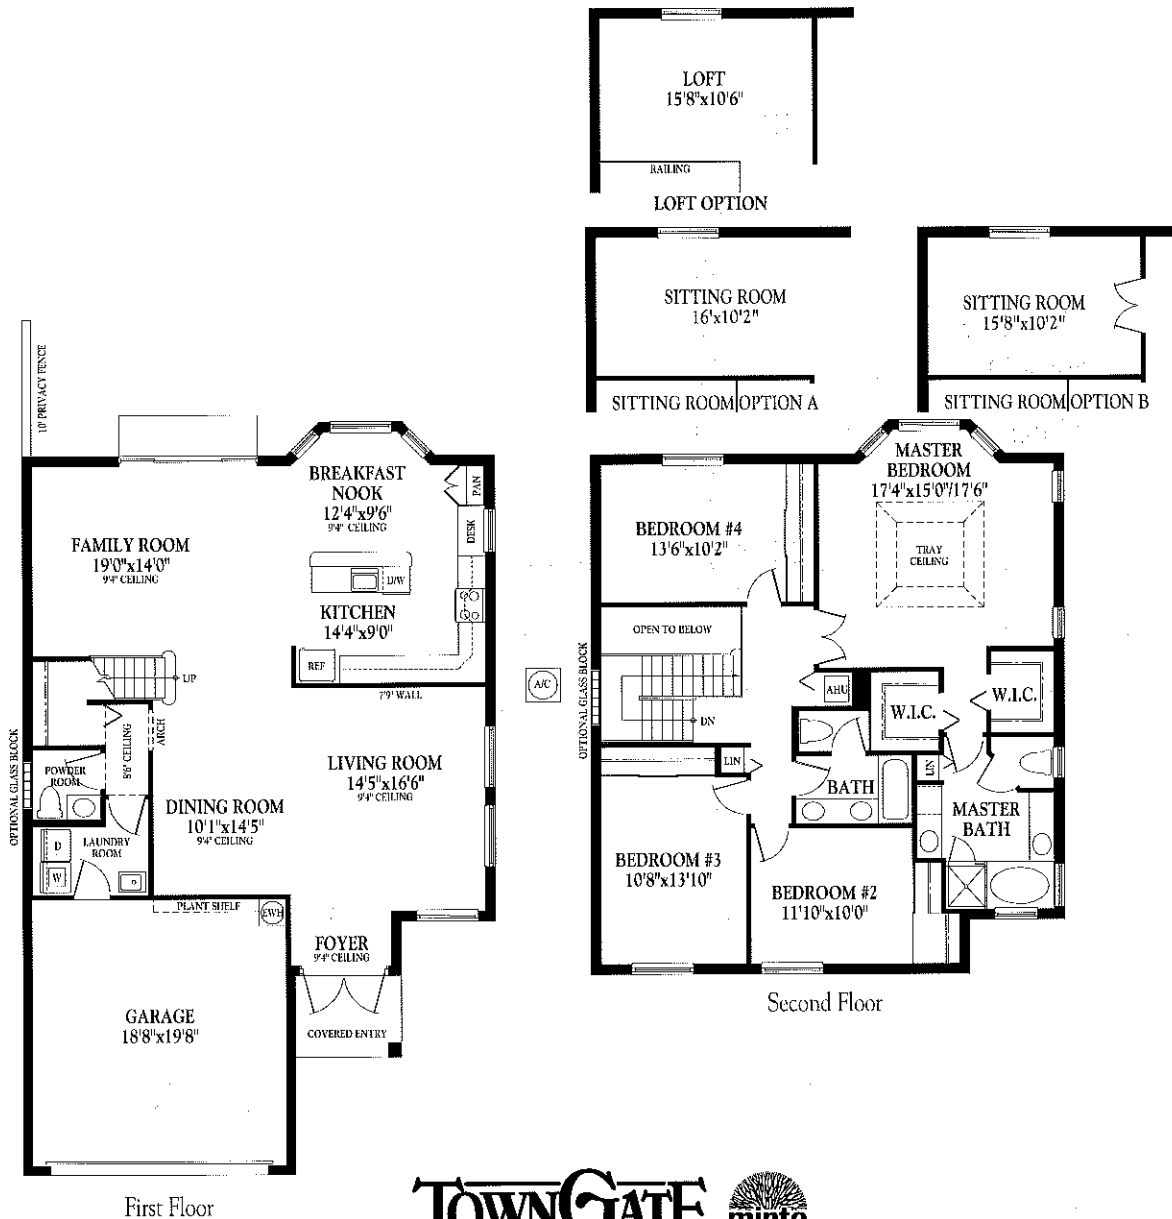 LOFT
15'8"x10'6"
RAILING
LOFT OPTION
SITTING ROOM
16'x10'2"
SITTING ROOM OPTION A
SITTING ROOM
15'8"x10'2"
SITTING ROOM OPTION B
10' PRIVACY FENCE
BREAKFAST
NOOK
12'4"x9'6"
9'4" CEILING
PAN
DESK
FAMILY ROOM
19'0"x14'0"
9'4" CEILING
D/W
KITCHEN
14'4"x9'0"
REF
UP
7'9' WALL
ARCH
8'6' CEILING
OPTIONAL GLASS BLOCK
POWDER
ROOM
LIVING ROOM
14'5"x16'6"
9'4" CEILING
DINING ROOM
10'1"x14'5"
9'4" CEILING
D
LAUNDRY
ROOM
W
PLANT SHELF
EWH
FOYER
9'4" CEILING
GARAGE
18'8"x19'8"
COVERED ENTRY
First Floor
A/C
MASTER
BEDROOM
17'4"x15'0"/17'6"
BEDROOM #4
13'6"x10'2"
TRAY
CEILING
OPEN TO BELOW
OPTIONAL GLASS BLOCK
AHU
W.I.C.
W.I.C.
DN
LIN
BATH
LIN
MASTER
BATH
BEDROOM #3
10'8"x13'10"
BEDROOM #2
11'10"x10'0"
Second Floor
TOWNGATE
minto